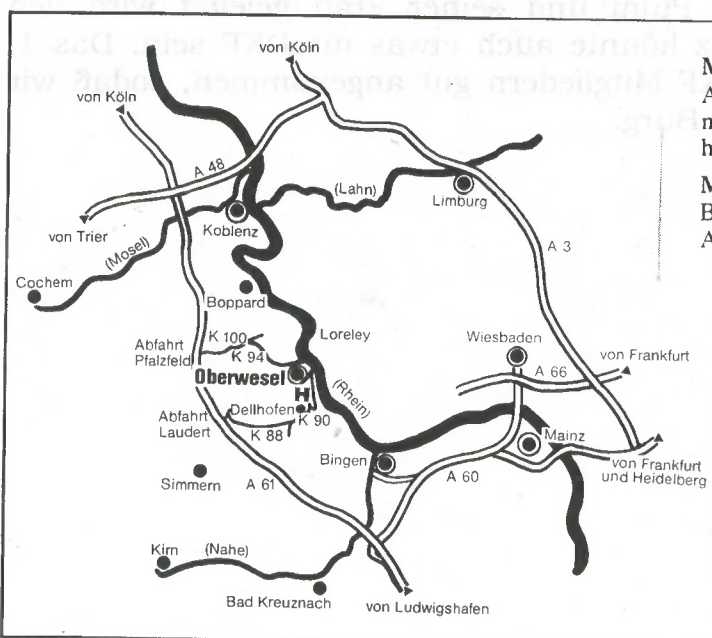 von Köln
von Köln
A 48
(Lahn)
Limburg
von Trier
Koblenz
(Mosel)
A 3
Cochem
Boppard
K 100
Loreley
Wiesbaden
Abfahrt
Pfalzfeld
K 94
von Frankfurt
A 66
Oberwesel
H
(Rhein)
Dellhofen
K 90
Abfahrt
Laudert
K 88
Mainz
Bingen
von Frankfurt
und Heidelberg
Simmern
A 61
A 60
Kirn
(Nahe)
Bad Kreuznach
von Ludwigshafen
M
A
n
h
M
B
A